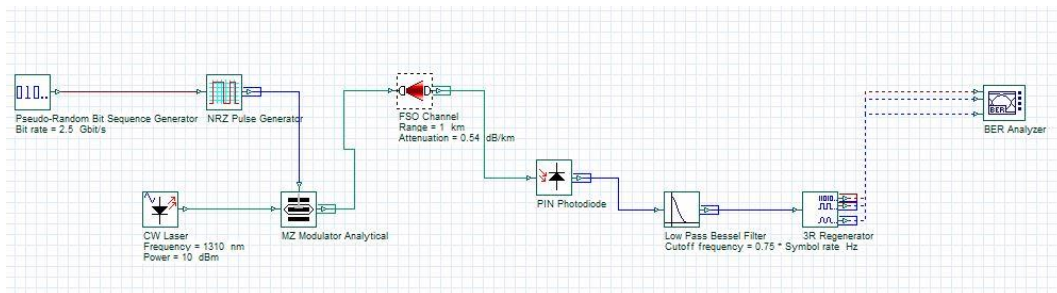 010..
Pseudo-Random Bit Sequence Generator
Bit rate = 2.5 Gbit/s
NRZ Pulse Generator
FSO Channel
Range = 1 km
Attenuation = 0.54 dB/km
BER
BER Analyzer
PIN Photodiode
CW Laser
Frequency = 1310 nm
Power = 10 dBm
MZ Modulator Analytical
Low Pass Bessel Filter
Cutoff frequency = 0.75 * Symbol rate Hz
3R Regenerator